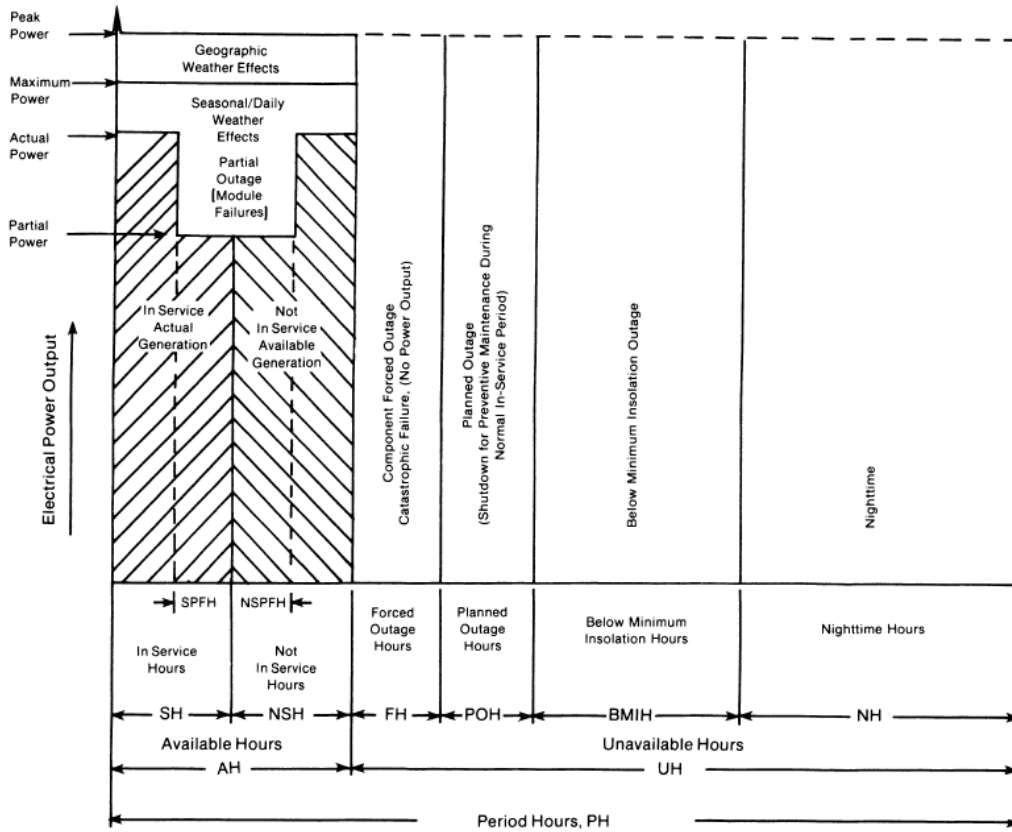 Peak
Power
Maximum
Power
Actual
Power
Partial
Power
Electrical Power Output
Geographic
Weather Effects
Seasonal/Daily
Weather
Effects
Partial
Outage
[Module
Failures]
In Service
Actual
Generation
Not
In Service
Available
Generation
Component Forced Outage
Catastrophic Failure, (No Power Output)
Planned Outage
(Shutdown for Preventive Maintenance During
Normal In-Service Period)
Below Minimum Insolation Outage
Nighttime
SPFH
NSPFH
In Service
Hours
Not
In Service
Hours
Forced
Outage
Hours
Planned
Outage
Hours
Below Minimum
Insolation Hours
Nighttime Hours
SH
NSH
FH
POH
BMIH
NH
Available Hours
AH
Unavailable Hours
UH
Period Hours, PH